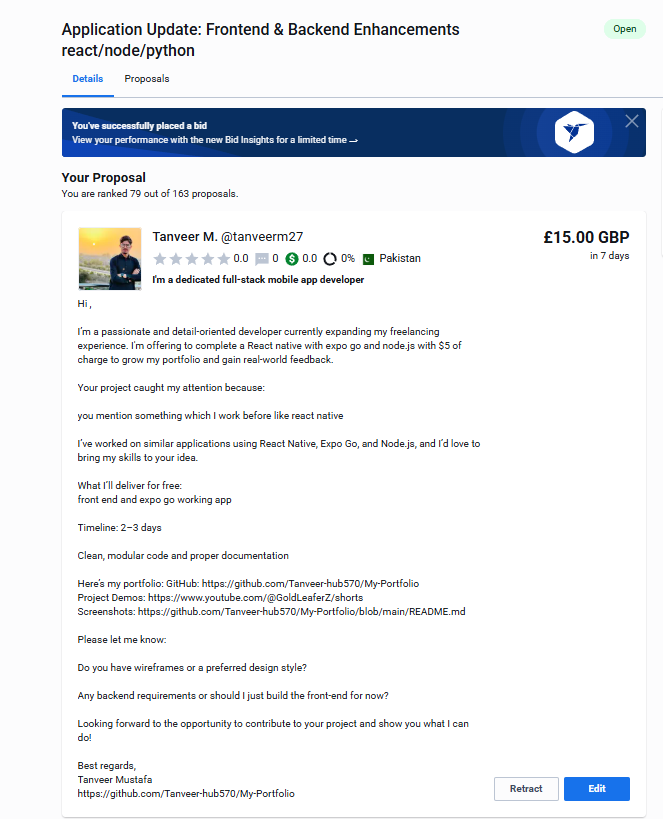 Application Update: Frontend & Backend Enhancements
react/node/python
Open
Details Proposals
You've successfully placed a bid
View your performance with the new Bid Insights for a limited time →
Your Proposal
You are ranked 79 out of 163 proposals.
Tanveer M. @tanveerm27
£15.00 GBP
0.0 0 $ 0.0 0% Pakistan
in 7 days
I'm a dedicated full-stack mobile app developer
Hi ,
I'm a passionate and detail-oriented developer currently expanding my freelancing
experience. I'm offering to complete a React native with expo go and node.js with $5 of
charge to grow my portfolio and gain real-world feedback.
Your project caught my attention because:
you mention something which I work before like react native
I've worked on similar applications using React Native, Expo Go, and Node.js, and I'd love to
bring my skills to your idea.
What I'll deliver for free:
front end and expo go working app
Timeline: 2–3 days
Clean, modular code and proper documentation
Here's my portfolio: GitHub: https://github.com/Tanveer-hub570/My-Portfolio
Project Demos: https://www.youtube.com/@GoldLeaferZ/shorts
Screenshots: https://github.com/Tanveer-hub570/My-Portfolio/blob/main/README.md
Please let me know:
Do you have wireframes or a preferred design style?
Any backend requirements or should I just build the front-end for now?
Looking forward to the opportunity to contribute to your project and show you what I can
do!
Best regards,
Tanveer Mustafa
https://github.com/Tanveer-hub570/My-Portfolio
Retract Edit